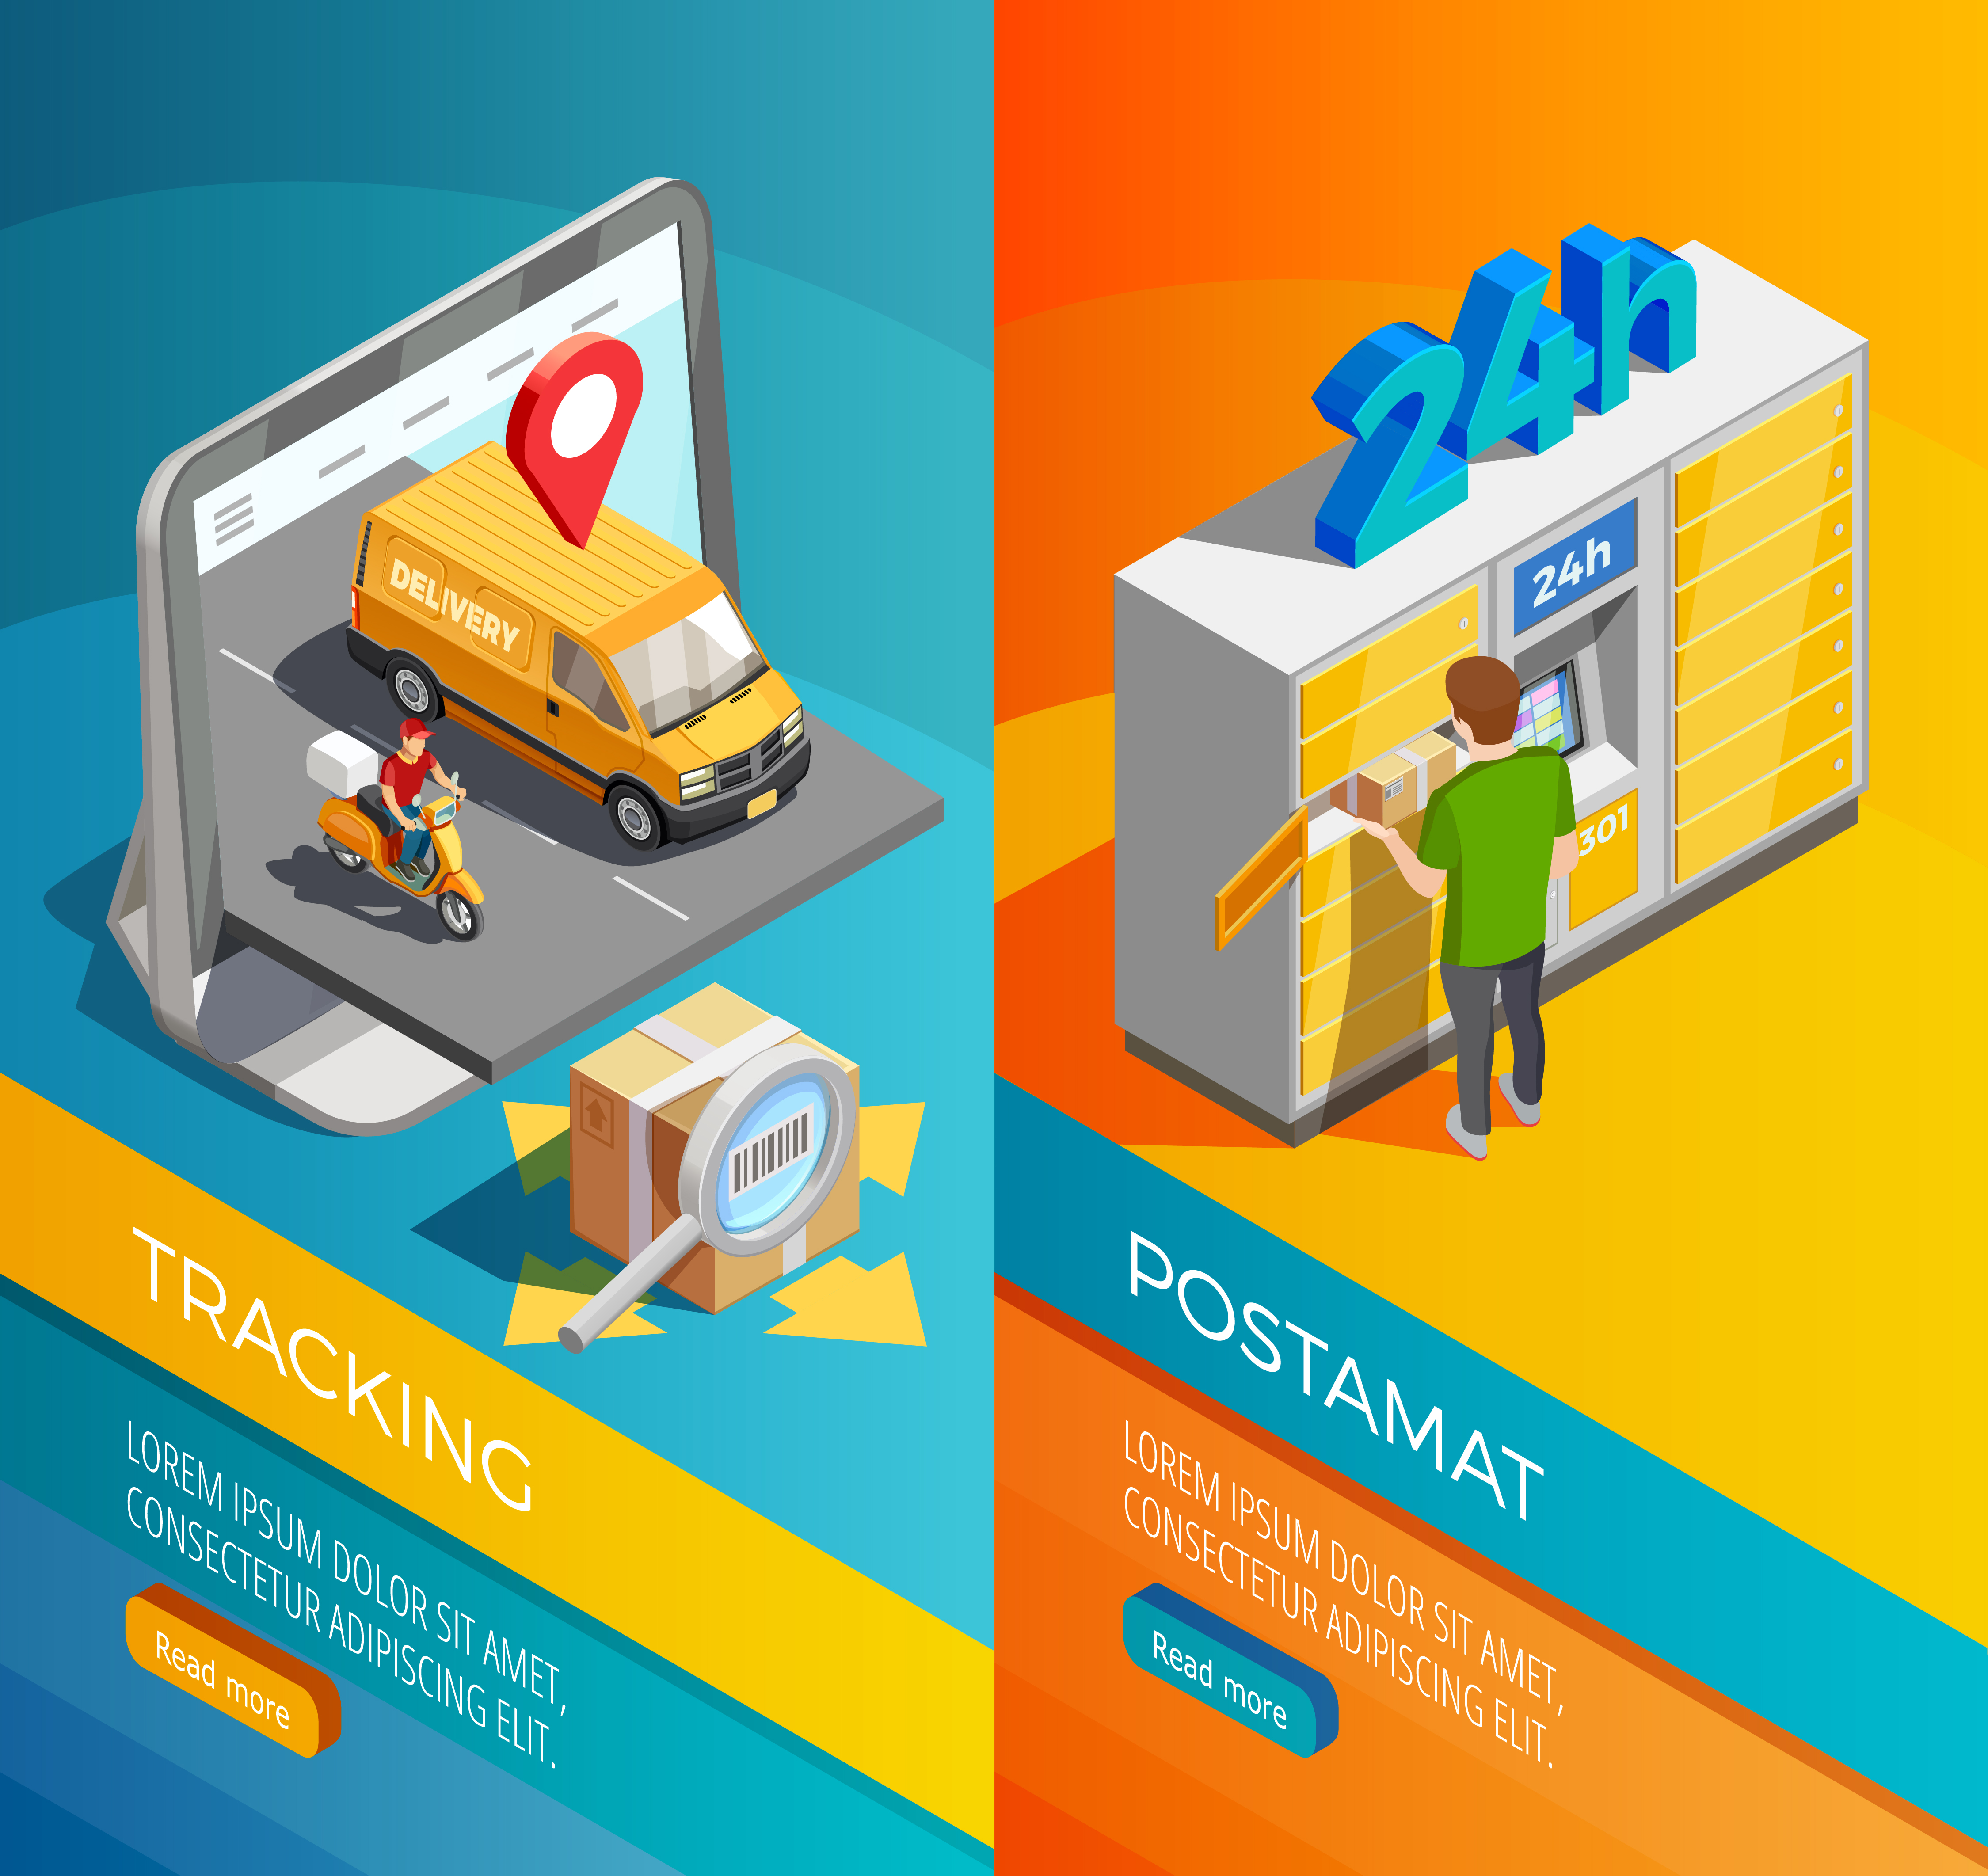 DELIVERY
TRACKING
LOREM IPSUM DOLOR SIT AMET,
CONSECTETUR ADIPISCING ELIT.
Read more
24h
24h
301
POSTAMAT
LOREM IPSUM DOLOR SIT AMET,
CONSECTETUR ADIPISCING ELIT.
Read more